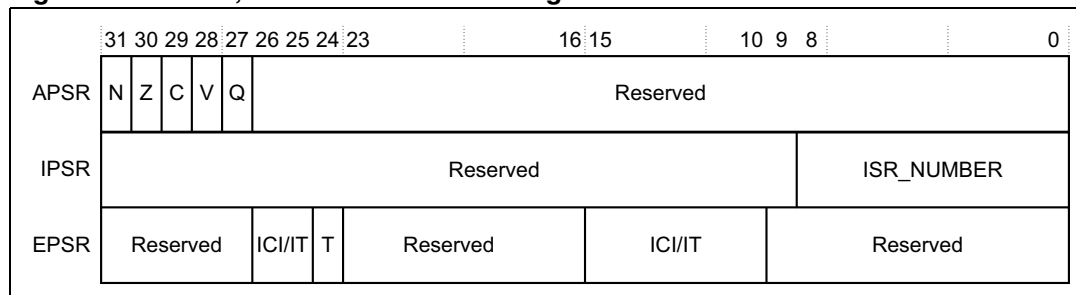 31 30 29 28 27 26 25 24 23 16 15 10 9 8 0
APSR N Z C V Q Reserved
IPSR Reserved ISR_NUMBER
EPSR Reserved ICI/IT T Reserved ICI/IT Reserved